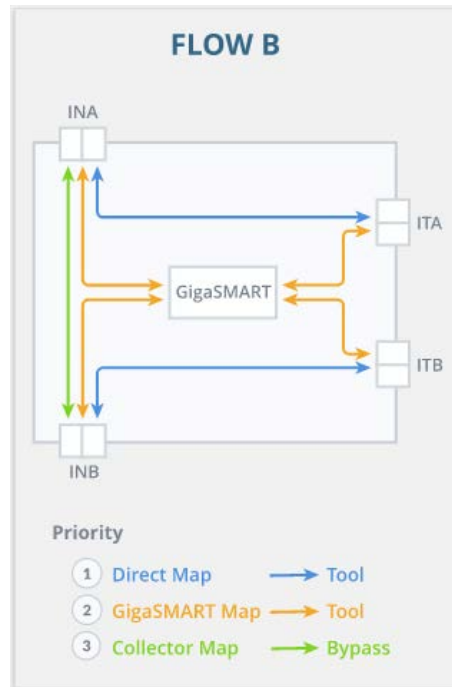 FLOW B
INA
ITA
GigaSMART
ITB
INB
Priority
1 Direct Map Tool
2 GigaSMART Map Tool
3 Collector Map Bypass